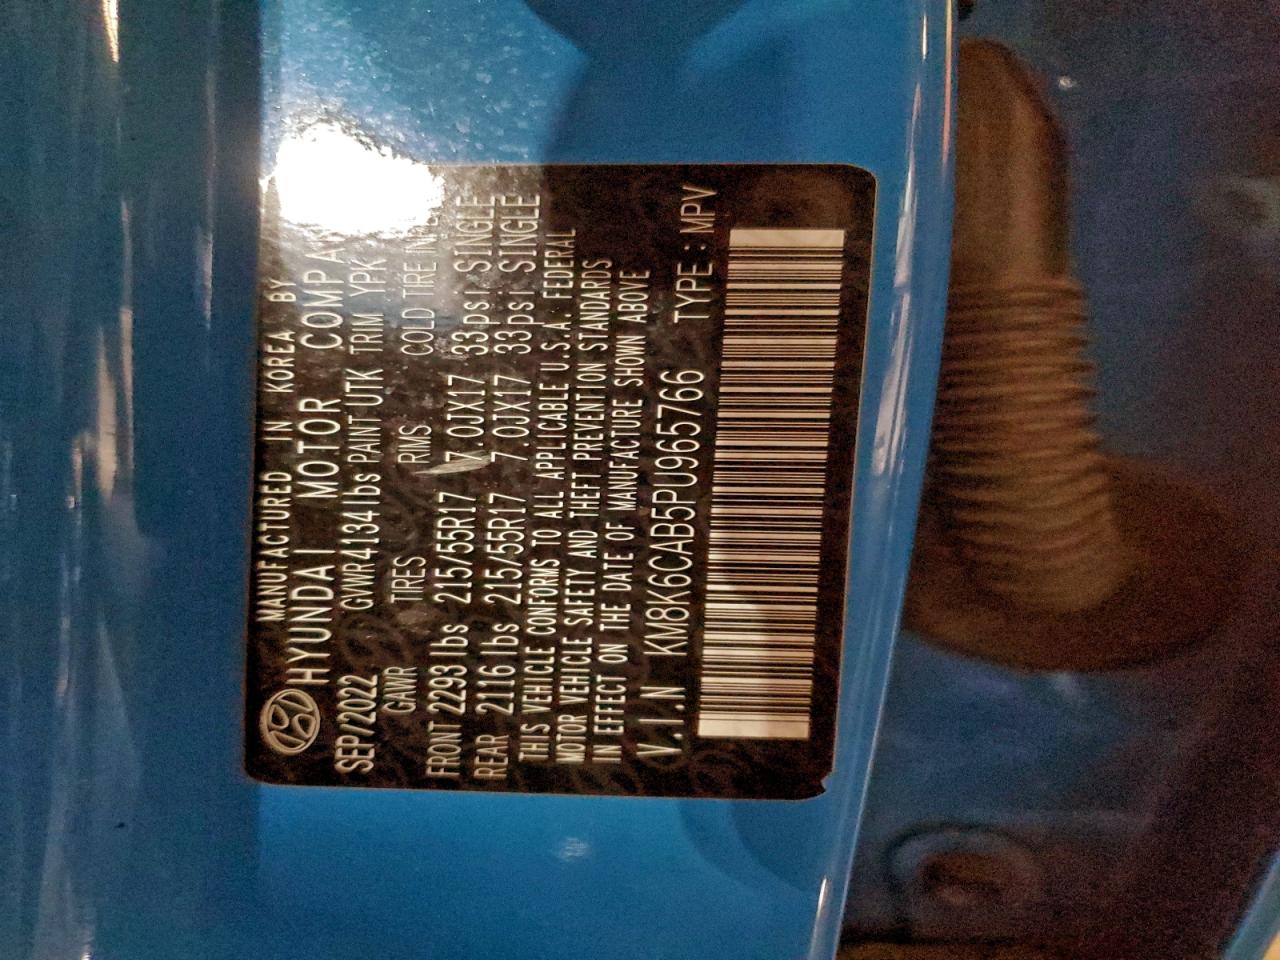 MANUFACTURED IN KOREA BY
HYUNDAI MOTOR COMPA
SEP/2022 GVWR 4134 lbs PAINT UTK TRIM YPK
GAWR TIRES RIMS COLD TIRE
FRONT 2293 lbs 215/55R17 7.0JX17 33psi SINGLE
REAR 2116 lbs 215/55R17 7.0JX17 33psi SINGLE
THIS VEHICLE CONFORMS TO ALL APPLICABLE U.S.A. FEDERAL
MOTOR VEHICLE SAFETY AND THEFT PREVENTION STANDARDS
IN EFFECT ON THE DATE OF MANUFACTURE SHOWN ABOVE
V.I.N KM8K6CAB5PU965766 TYPE : MPV